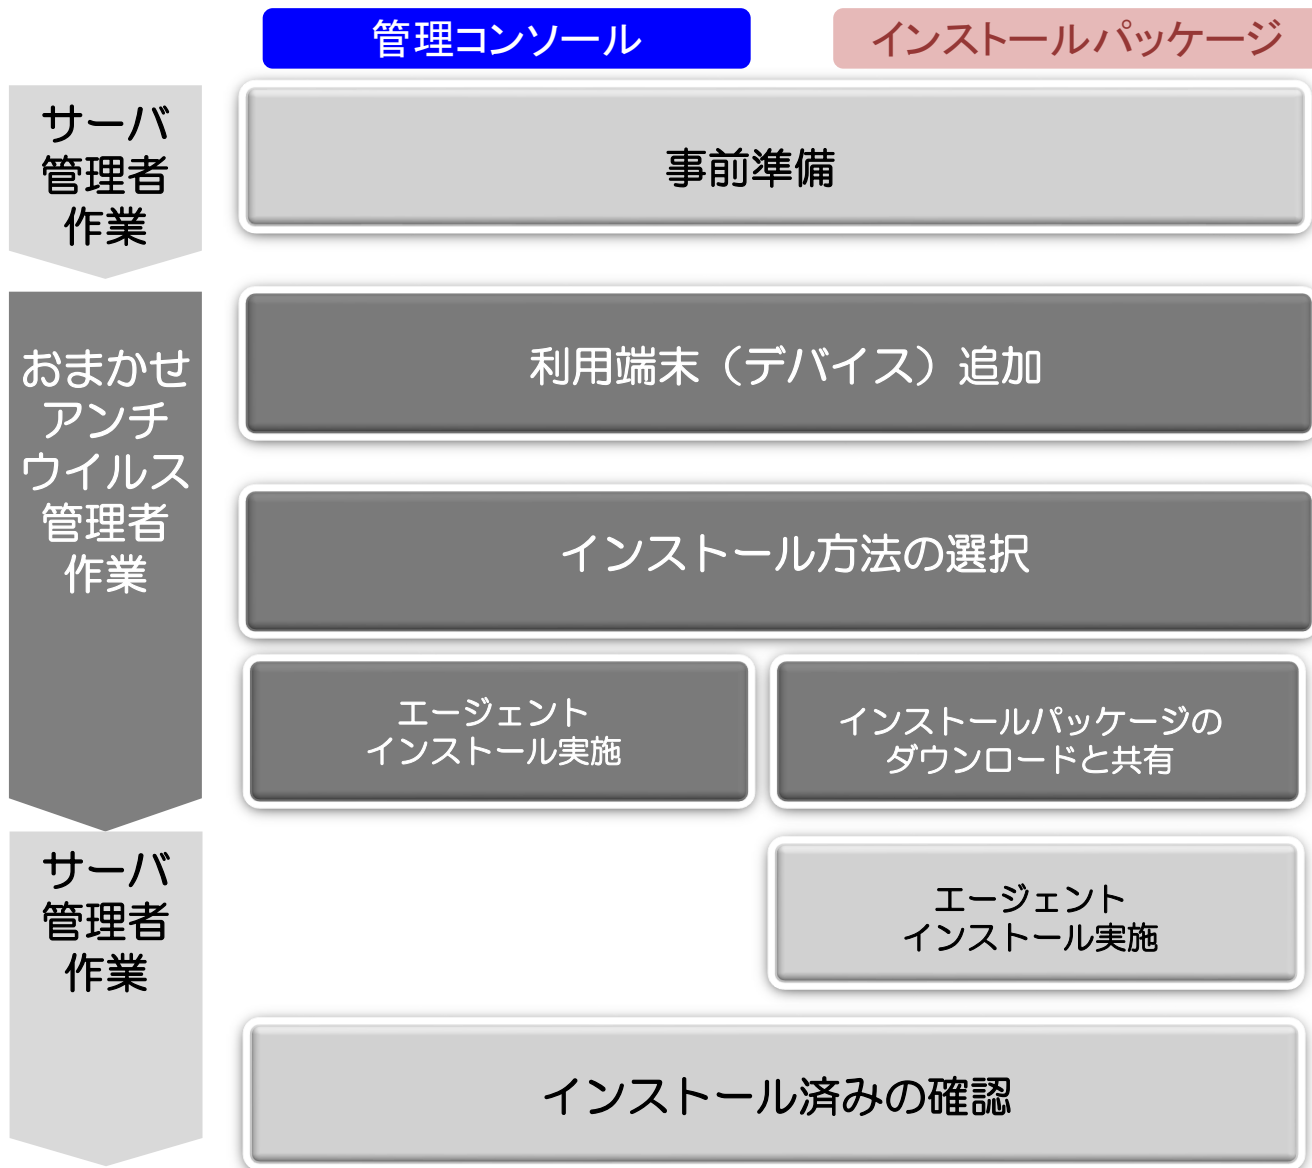 管理コンソール
インストールパッケージ
サーバ
管理者
作業
事前準備
おまかせ
アンチ
ウイルス
管理者
作業
利用端末（デバイス）追加
インストール方法の選択
エージェント
インストール実施
インストールパッケージの
ダウンロードと共有
サーバ
管理者
作業
エージェント
インストール実施
インストール済みの確認